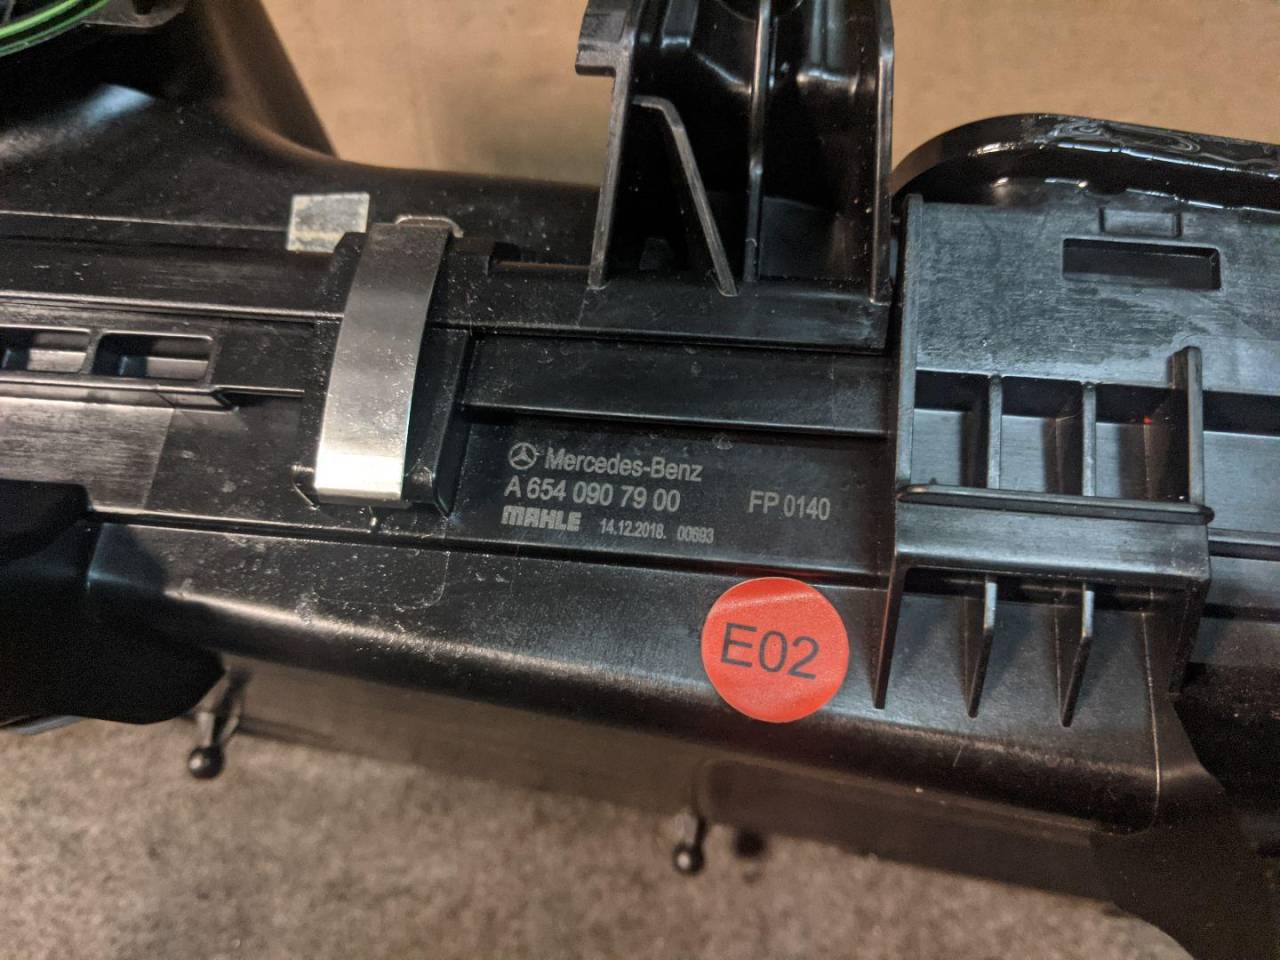 Mercedes-Benz
A 654 090 79 00
FP 0140
MAHLE 14.12.2018. 00693
E02